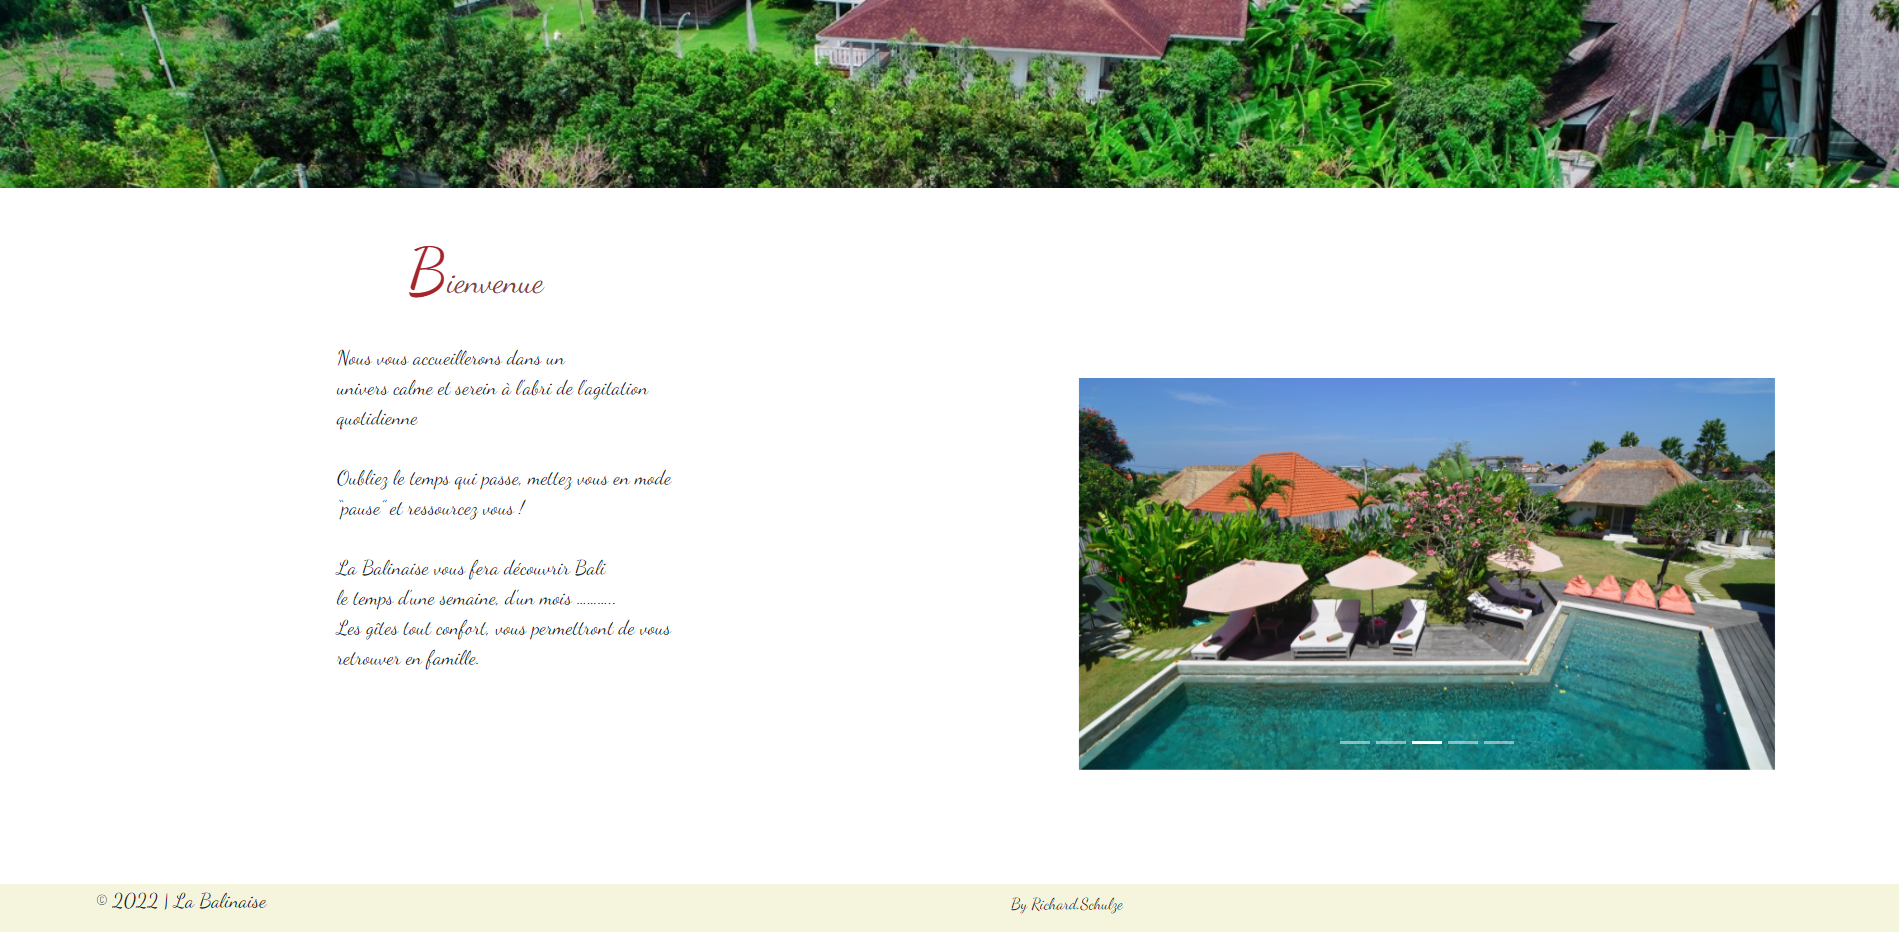 Bienvenue
Nous vous accueillerons dans un
univers calme et serein à l'abri de l'agitation
quotidienne
Oubliez le temps qui passe, mettez vous en mode
"pause" et ressourcez vous !
La Balinaise vous fera découvrir Bali
le temps d'une semaine, d'un mois ...........
Les gîtes tout confort, vous permettront de vous
retrouver en famille.
© 2022 | La Balinaise
By Richard.Schulze